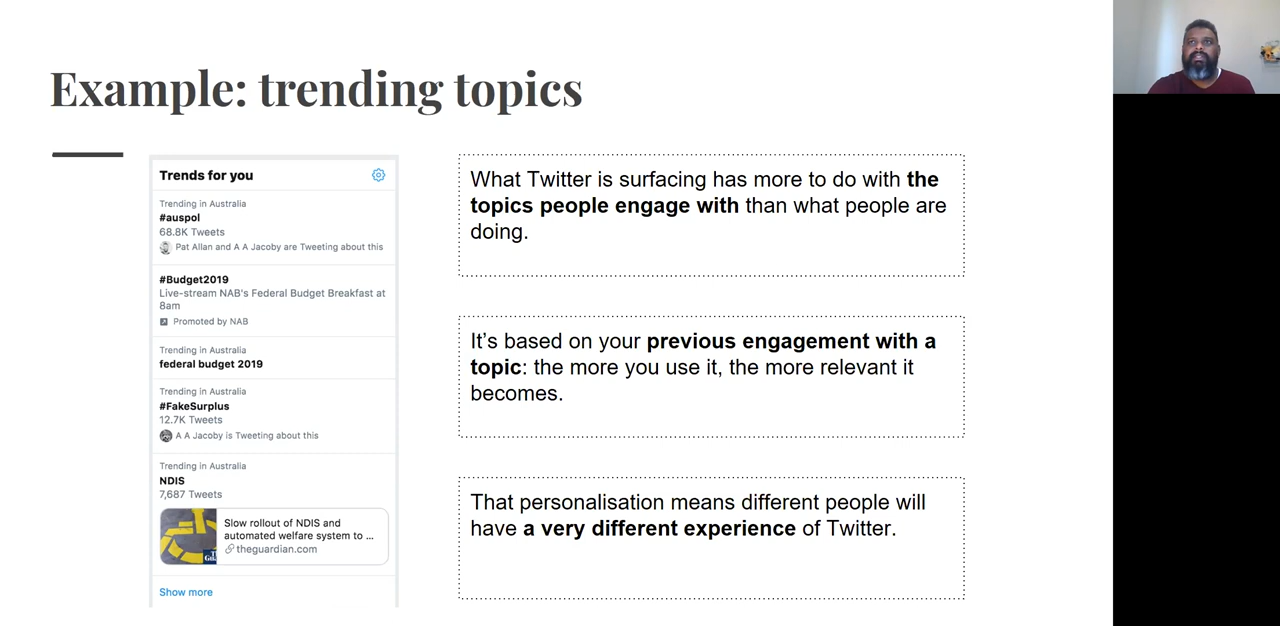 Example: trending topics
Trends for you
Trending in Australia
#auspol
68.8K Tweets
Pat Allan and A A Jacoby are Tweeting about this
#Budget2019
Live-stream NAB's Federal Budget Breakfast at
8am
Promoted by NAB
Trending in Australia
federal budget 2019
Trending in Australia
#FakeSurplus
12.7K Tweets
A A Jacoby is Tweeting about this
Trending in Australia
NDIS
7,687 Tweets
Slow rollout of NDIS and
automated welfare system to ...
theguardian.com
Show more
What Twitter is surfacing has more to do with the
topics people engage with than what people are
doing.
It’s based on your previous engagement with a
topic: the more you use it, the more relevant it
becomes.
That personalisation means different people will
have a very different experience of Twitter.